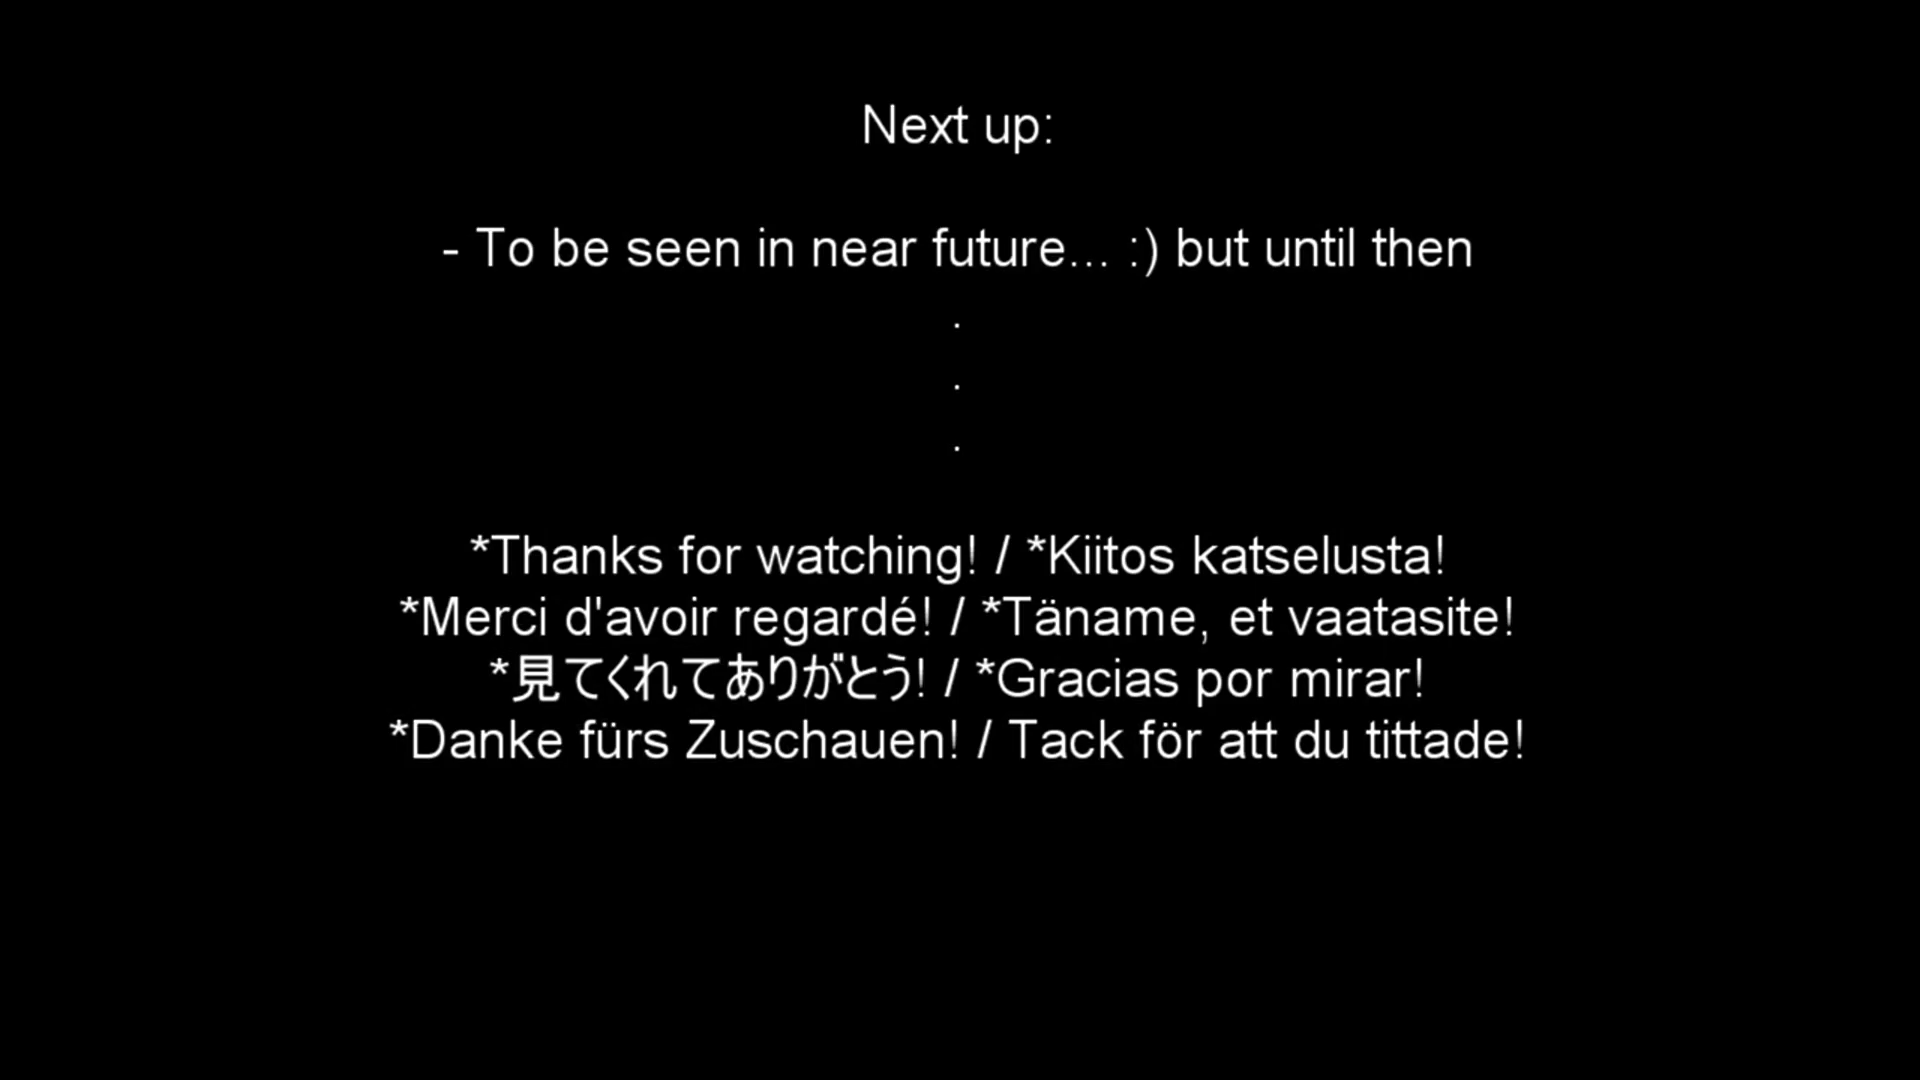 Next up:
- To be seen in near future... :) but until then
.
.
.
*Thanks for watching! / *Kiitos katselusta!
*Merci d'avoir regardé! / *Täname, et vaatasite!
*見てくれてありがとう! / *Gracias por mirar!
*Danke fürs Zuschauen! / Tack för att du tittade!